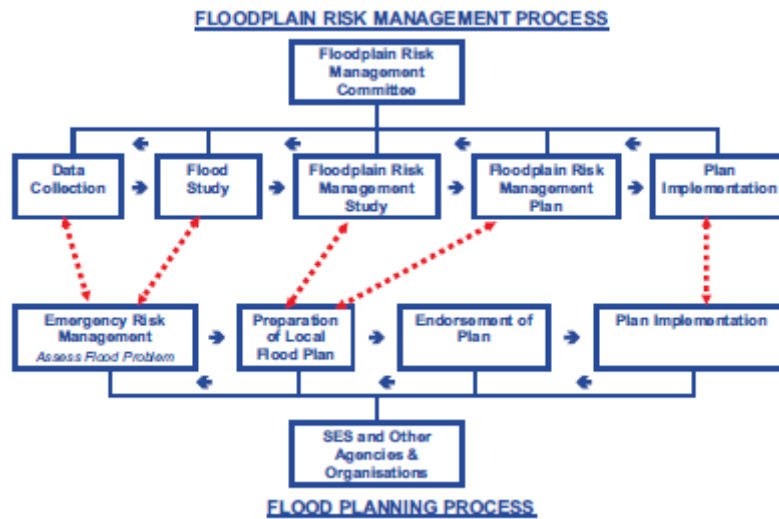 FLOODPLAIN RISK MANAGEMENT PROCESS
Floodplain Risk
Management
Committee
Data
Collection
Flood
Study
Floodplain Risk
Management
Study
Floodplain Risk
Management
Plan
Plan
Implementation
Emergency Risk
Management
Assess Flood Problem
Preparation
of Local
Flood Plan
Endorsement of
Plan
Plan Implementation
SES and Other
Agencies &
Organisations
FLOOD PLANNING PROCESS